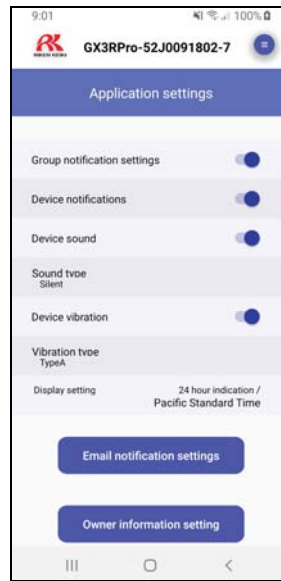 9:01
100%
RK
RIKEN KEIKI
GX3RPro-52J0091802-7
Application settings
Group notification settings
Device notifications
Device sound
Sound type
Silent
Device vibration
Vibration type
TypeA
Display setting
24 hour indication /
Pacific Standard Time
Email notification settings
Owner information setting